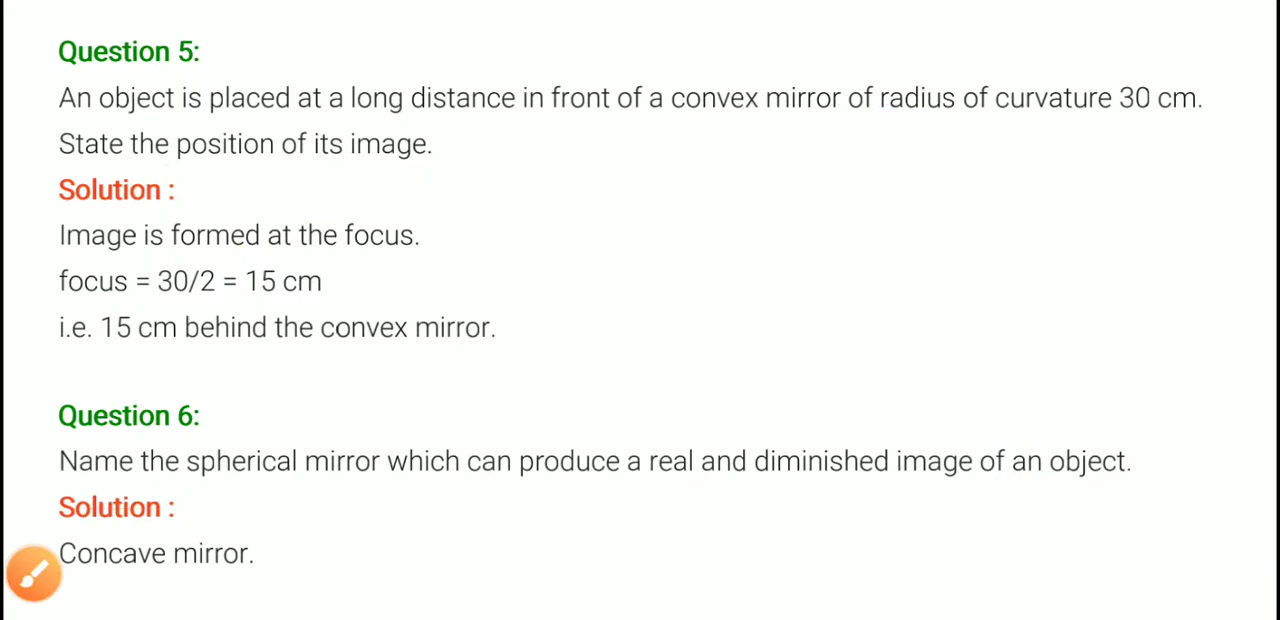 Question 5:
An object is placed at a long distance in front of a convex mirror of radius of curvature 30 cm.
State the position of its image.
Solution :
Image is formed at the focus.
focus = 30/2 = 15 cm
i.e. 15 cm behind the convex mirror.
Question 6:
Name the spherical mirror which can produce a real and diminished image of an object.
Solution :
Concave mirror.